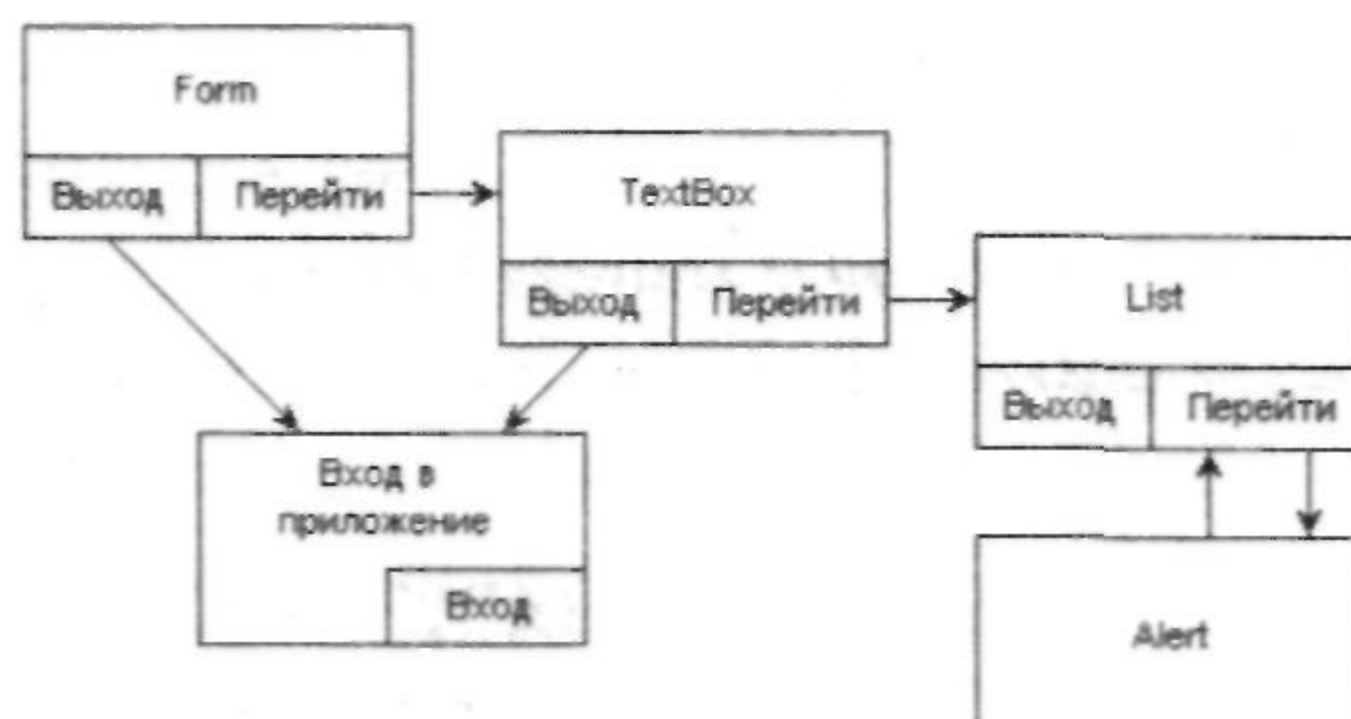 Form
Выход Перейти
TextBox
Выход Перейти
List
Выход Перейти
Вход в
приложение
Вход
Alert